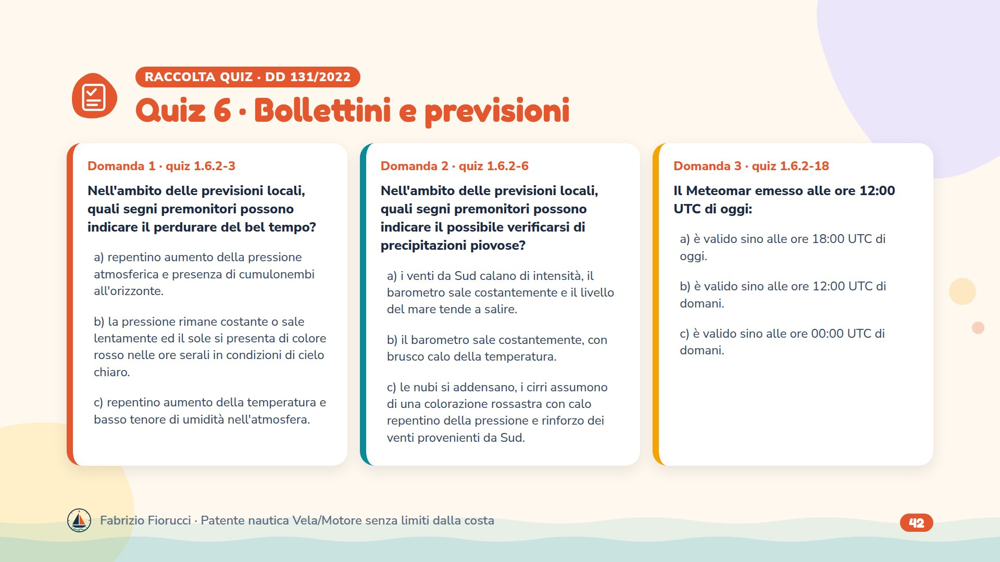 RACCOLTA QUIZ · DD 131/2022
Quiz 6 · Bollettini e previsioni
Domanda 1 · quiz 1.6.2-3
Nell'ambito delle previsioni locali,
quali segni premonitori possono
indicare il perdurare del bel tempo?
a) repentino aumento della pressione
atmosferica e presenza di cumulonembi
all'orizzonte.
b) la pressione rimane costante o sale
lentamente ed il sole si presenta di colore
rosso nelle ore serali in condizioni di cielo
chiaro.
c) repentino aumento della temperatura e
basso tenore di umidità nell'atmosfera.
Domanda 2 · quiz 1.6.2-6
Nell'ambito delle previsioni locali,
quali segni premonitori possono
indicare il possibile verificarsi di
precipitazioni piovose?
a) i venti da Sud calano di intensità, il
barometro sale costantemente e il livello
del mare tende a salire.
b) il barometro sale costantemente, con
brusco calo della temperatura.
c) le nubi si addensano, i cirri assumono
di una colorazione rossastra con calo
repentino della pressione e rinforzo dei
venti provenienti da Sud.
Domanda 3 · quiz 1.6.2-18
Il Meteomar emesso alle ore 12:00
UTC di oggi:
a) è valido sino alle ore 18:00 UTC di
oggi.
b) è valido sino alle ore 12:00 UTC di
domani.
c) è valido sino alle ore 00:00 UTC di
domani.
Fabrizio Fiorucci · Patente nautica Vela/Motore senza limiti dalla costa
42